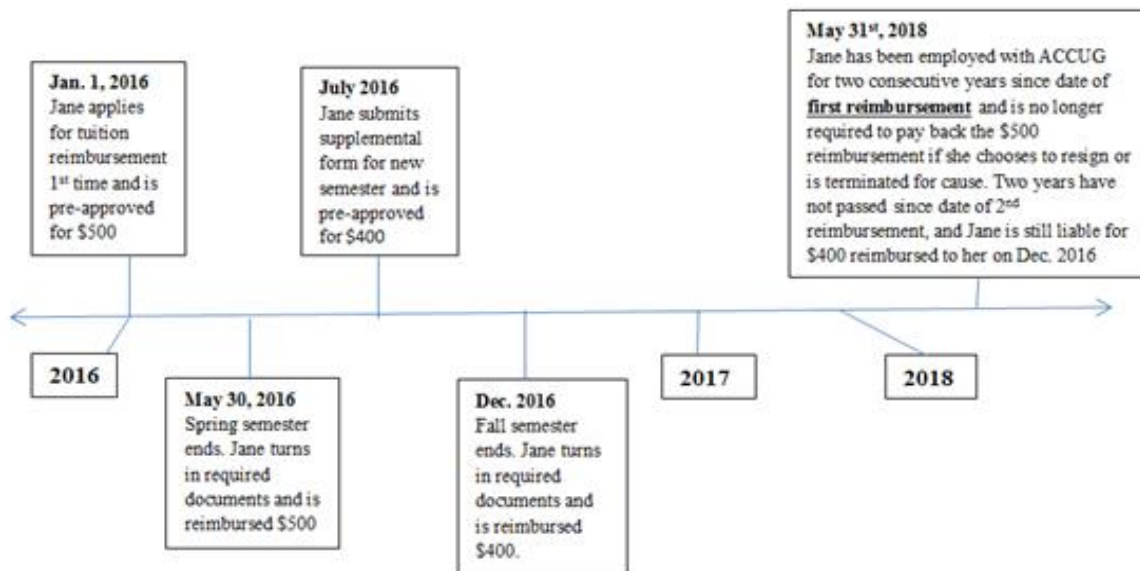 Jan. 1, 2016
Jane applies
for tuition
reimbursement
1st time and is
pre-approved
for $500
July 2016
Jane submits
supplemental
form for new
semester and is
pre-approved
for $400
May 31st, 2018
Jane has been employed with ACCUG
for two consecutive years since date of
first reimbursement and is no longer
required to pay back the $500
reimbursement if she chooses to resign or
is terminated for cause. Two years have
not passed since date of 2nd
reimbursement, and Jane is still liable for
$400 reimbursed to her on Dec. 2016
2016
May 30, 2016
Spring semester
ends. Jane turns
in required
documents and is
reimbursed $500
Dec. 2016
Fall semester
ends. Jane turns
in required
documents and
is reimbursed
$400.
2017
2018